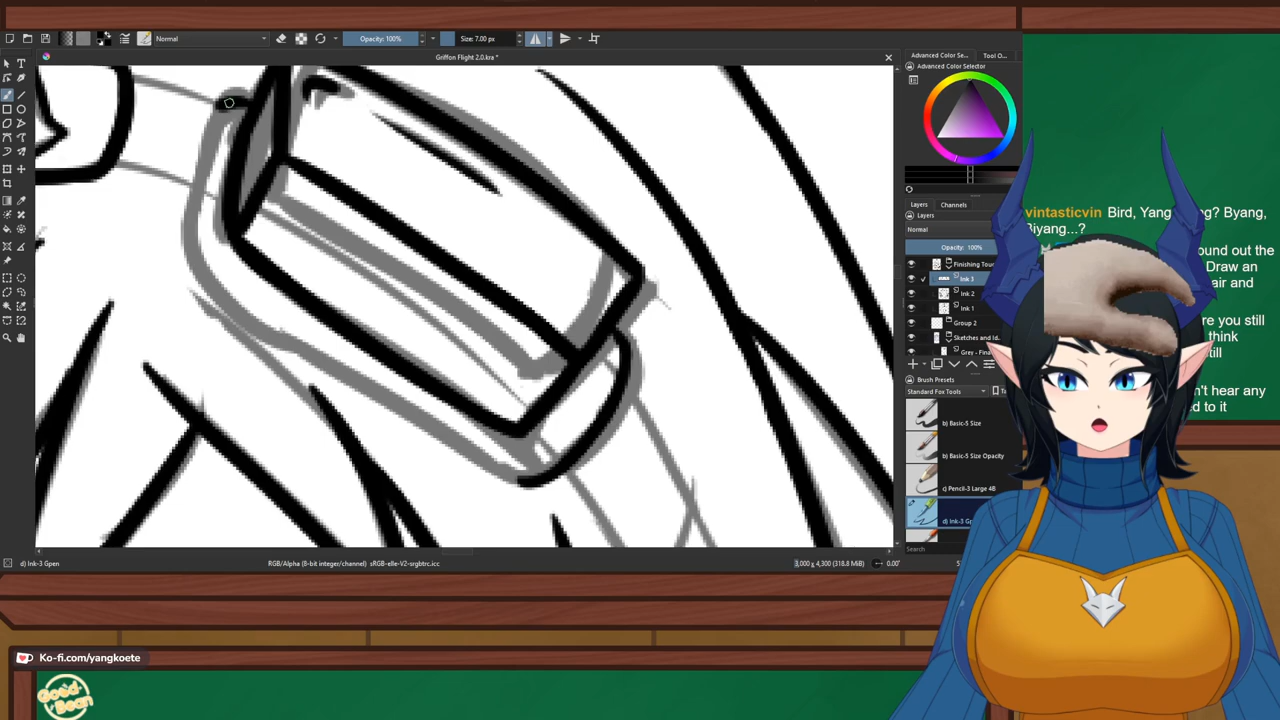 Normal
Opacity: 100%
Size: 7.00 px
Griffon Flight 2.0.kra *
Advanced Color Se...
Tool O...
Advanced Color Selector
Layers
Channels
Layers
Normal
Opacity: 100%
Finishing Tou
Ink 3
Ink 2
Ink 1
Group 2
Sketches and Id.
Grey - Fina
Brush Presets
Standard Fox Tools
b) Basic-5 Size
b) Basic-5 Size Opacity
c) Pencil-3 Large 4B
d) Ink-3 Gp
Search
d) Ink-3 Gpen
RGB/Alpha (8-bit integer/channel) sRGB-elle-V2-srgbtrc.icc
3,000 x 4,300 (318.8 MiB)
0.00°
vintasticvin Bird, Yang
g? Byang,
Biyang...?
ound out the
Draw an
air and
re you still
think
till
n't hear any
d to it
Ko-fi.com/yangkoete
Good
Bean